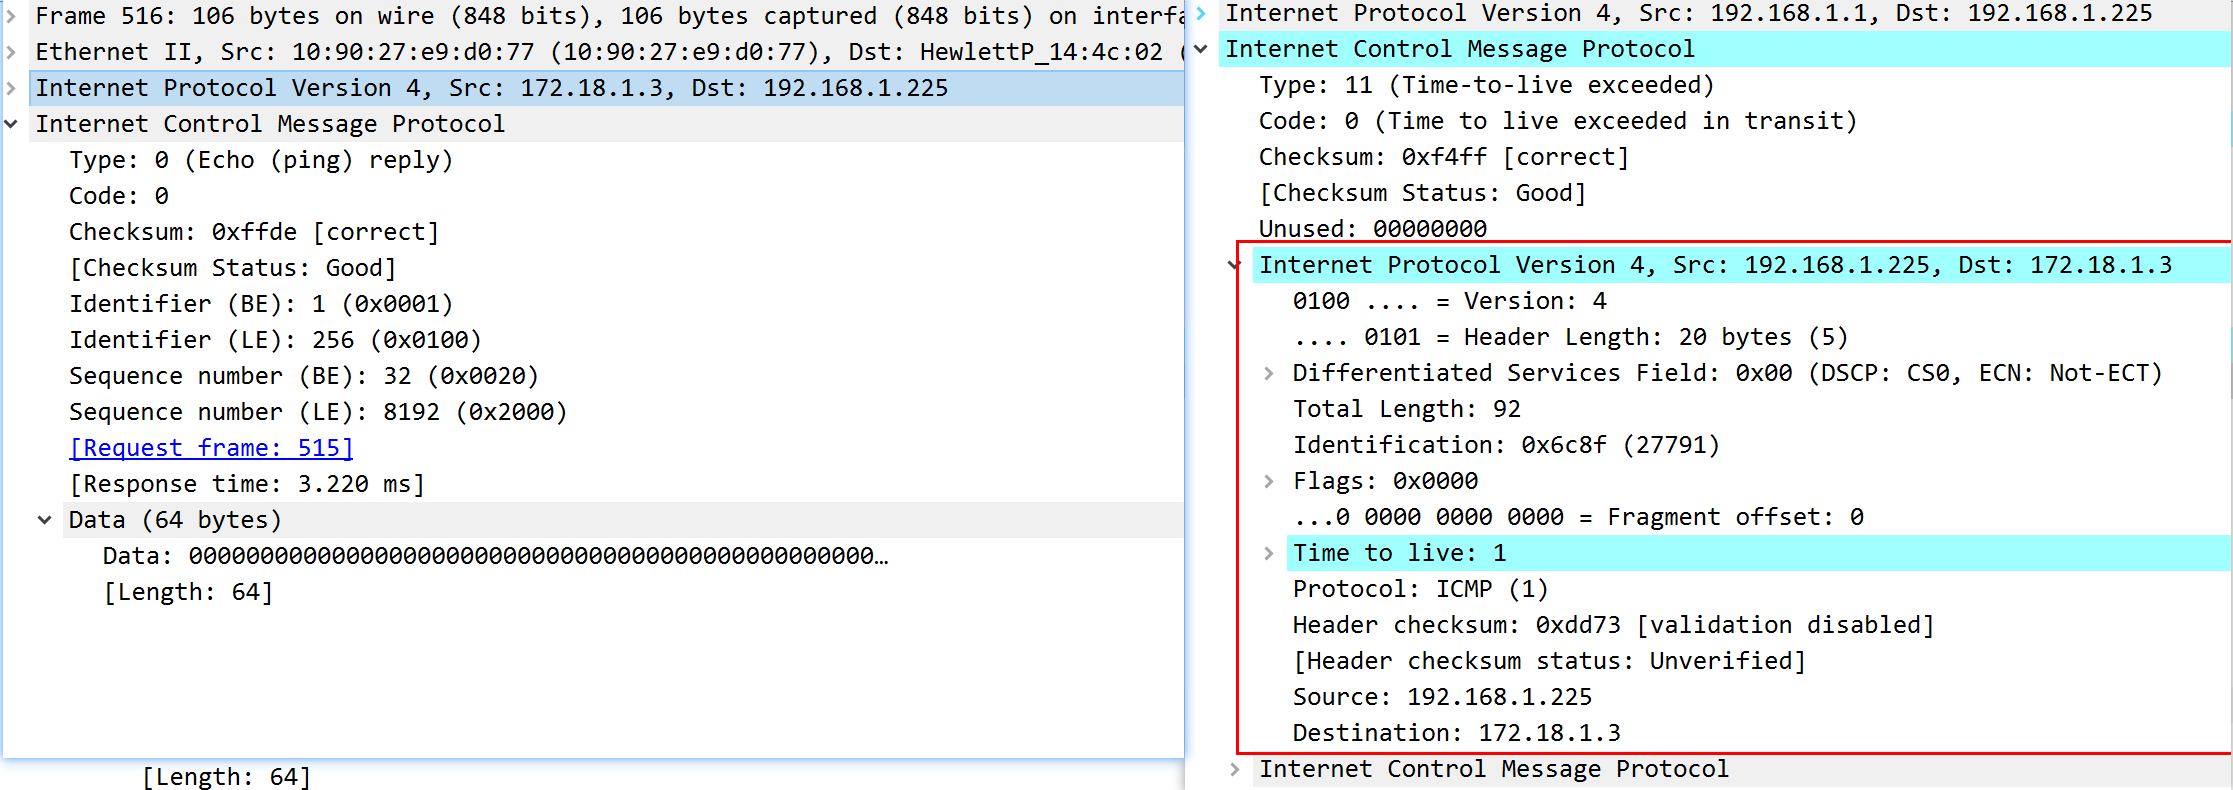 Frame 516: 106 bytes on wire (848 bits), 106 bytes captured (848 bits) on interfa
Ethernet II, Src: 10:90:27:e9:d0:77 (10:90:27:e9:d0:77), Dst: HewlettP_14:4c:02 (
Internet Protocol Version 4, Src: 172.18.1.3, Dst: 192.168.1.225
Internet Control Message Protocol
Type: 0 (Echo (ping) reply)
Code: 0
Checksum: 0xffde [correct]
[Checksum Status: Good]
Identifier (BE): 1 (0x0001)
Identifier (LE): 256 (0x0100)
Sequence number (BE): 32 (0x0020)
Sequence number (LE): 8192 (0x2000)
[Request frame: 515]
[Response time: 3.220 ms]
Data (64 bytes)
Data: 000000000000000000000000000000000000000000000000…
[Length: 64]
[Length: 64]
Internet Protocol Version 4, Src: 192.168.1.1, Dst: 192.168.1.225
Internet Control Message Protocol
Type: 11 (Time-to-live exceeded)
Code: 0 (Time to live exceeded in transit)
Checksum: 0xf4ff [correct]
[Checksum Status: Good]
Unused: 00000000
Internet Protocol Version 4, Src: 192.168.1.225, Dst: 172.18.1.3
0100 .... = Version: 4
.... 0101 = Header Length: 20 bytes (5)
Differentiated Services Field: 0x00 (DSCP: CS0, ECN: Not-ECT)
Total Length: 92
Identification: 0x6c8f (27791)
Flags: 0x0000
...0 0000 0000 0000 = Fragment offset: 0
Time to live: 1
Protocol: ICMP (1)
Header checksum: 0xdd73 [validation disabled]
[Header checksum status: Unverified]
Source: 192.168.1.225
Destination: 172.18.1.3
Internet Control Message Protocol